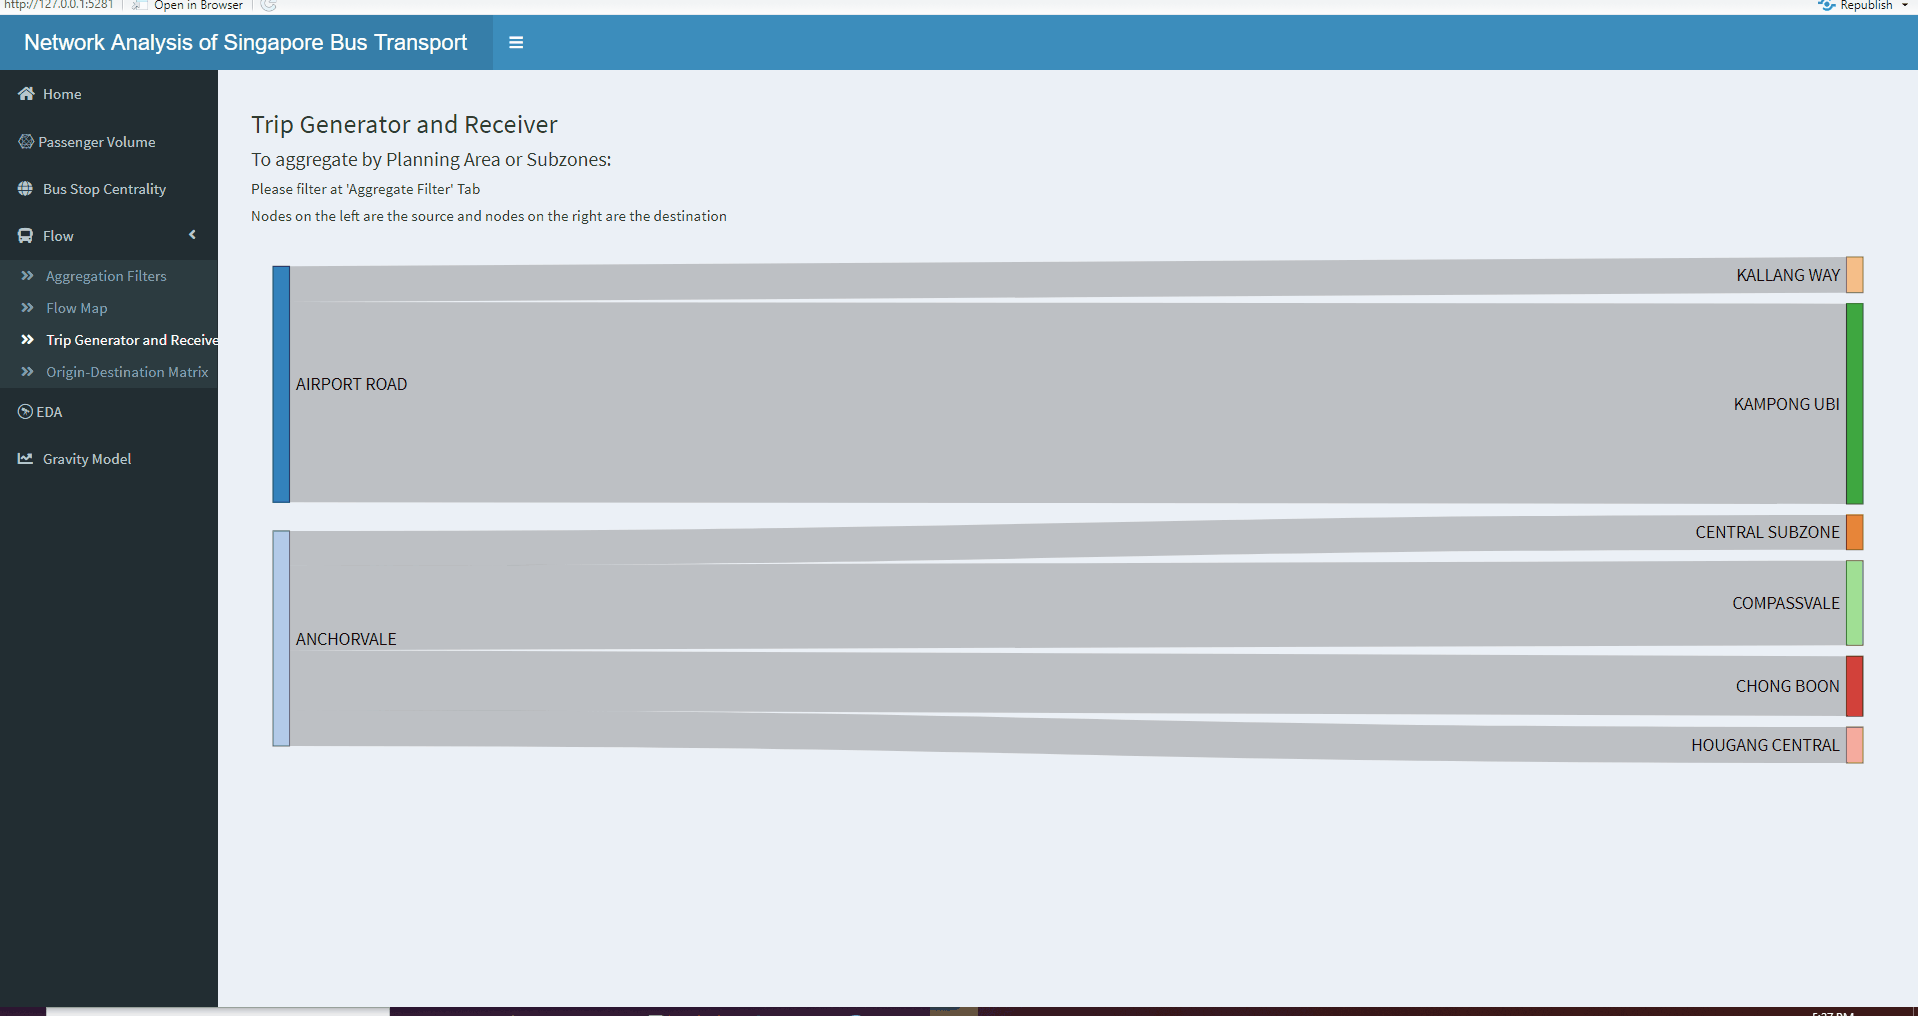 http://127.0.0.1:5281 Open in Browser Republish
Network Analysis of Singapore Bus Transport
Home
Passenger Volume
Bus Stop Centrality
Flow
Aggregation Filters
Flow Map
Trip Generator and Receive
Origin-Destination Matrix
EDA
Gravity Model
Trip Generator and Receiver
To aggregate by Planning Area or Subzones:
Please filter at 'Aggregate Filter' Tab
Nodes on the left are the source and nodes on the right are the destination
KALLANG WAY
AIRPORT ROAD
KAMPONG UBI
CENTRAL SUBZONE
COMPASSVALE
ANCHORVALE
CHONG BOON
HOUGANG CENTRAL
5:27 PM